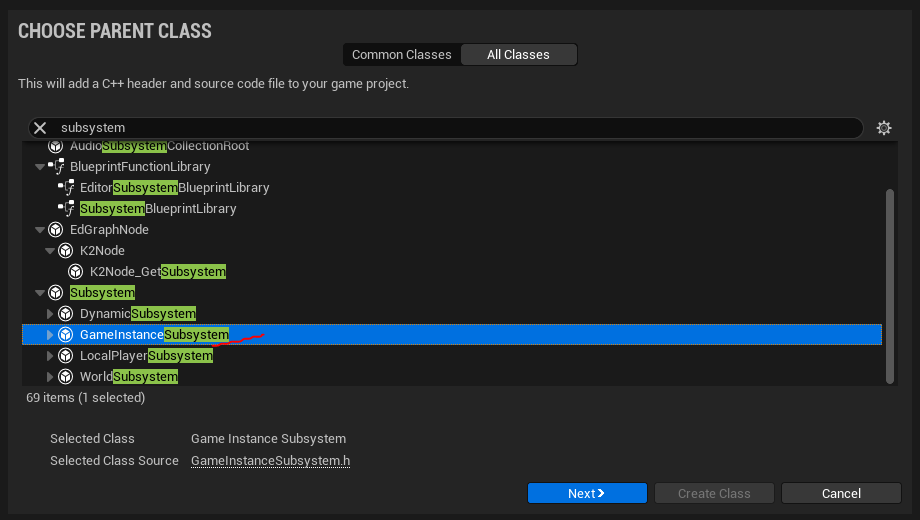 CHOOSE PARENT CLASS
Common Classes All Classes
This will add a C++ header and source code file to your game project.
subsystem
AudioSubsystemCollectionRoot
BlueprintFunctionLibrary
EditorSubsystemBlueprintLibrary
SubsystemBlueprintLibrary
EdGraphNode
K2Node
K2Node_GetSubsystem
Subsystem
DynamicSubsystem
GameInstanceSubsystem
LocalPlayerSubsystem
WorldSubsystem
69 items (1 selected)
Selected Class Game Instance Subsystem
Selected Class Source GameInstanceSubsystem.h
Next Create Class Cancel